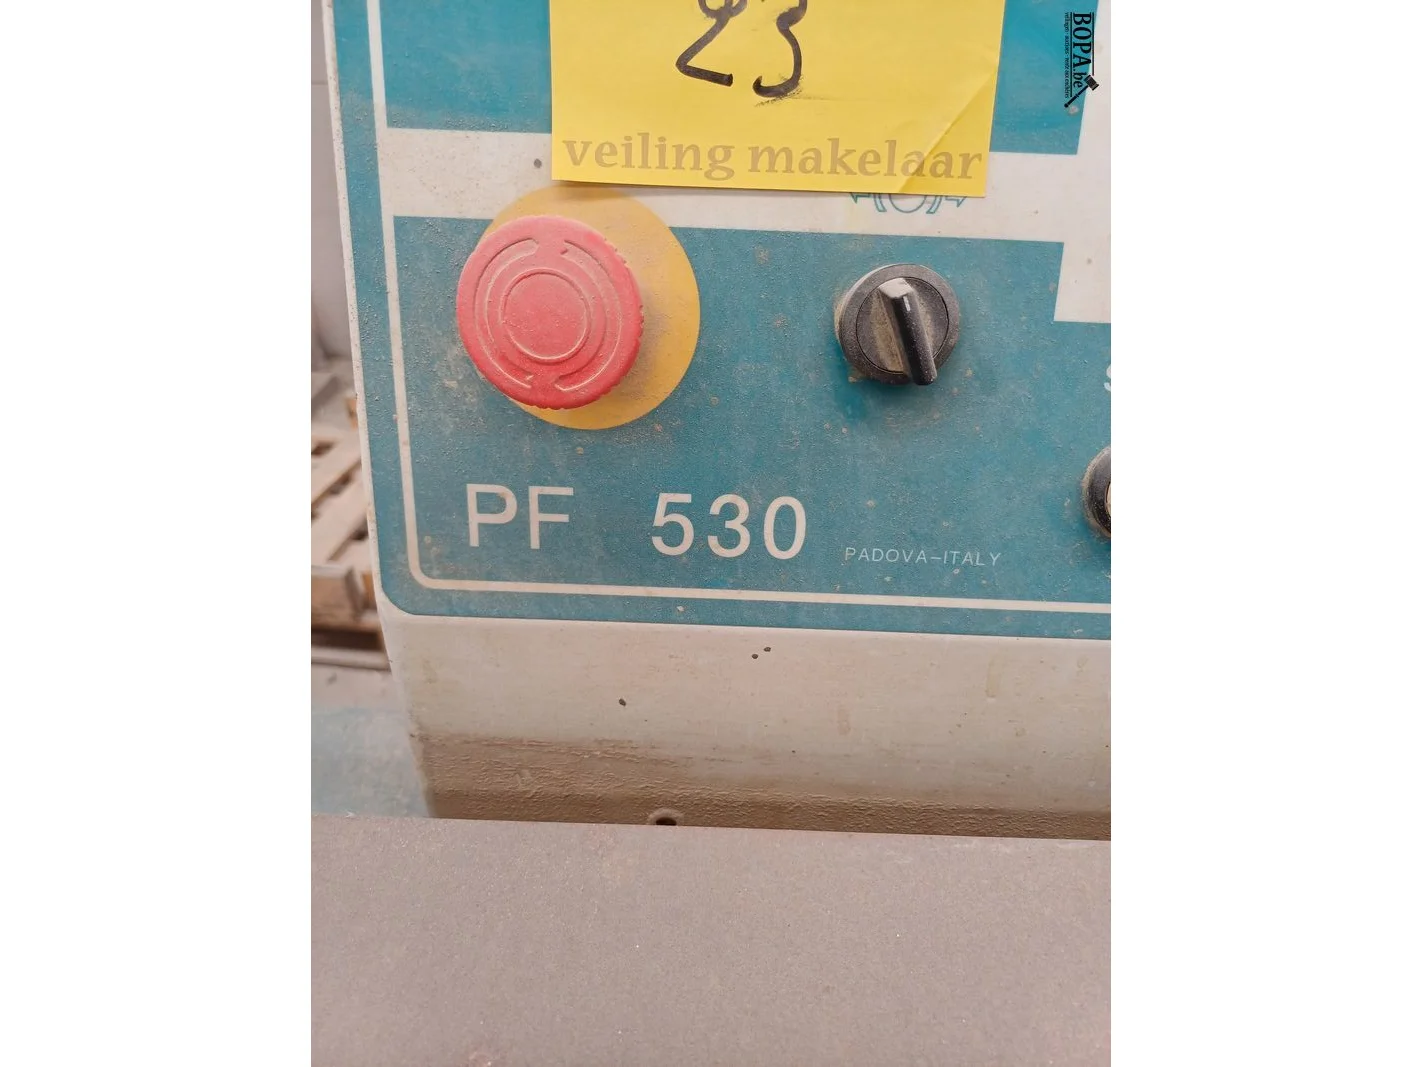 23
veiling makelaar
BOPA.be
PF 530
PADOVA-ITALY